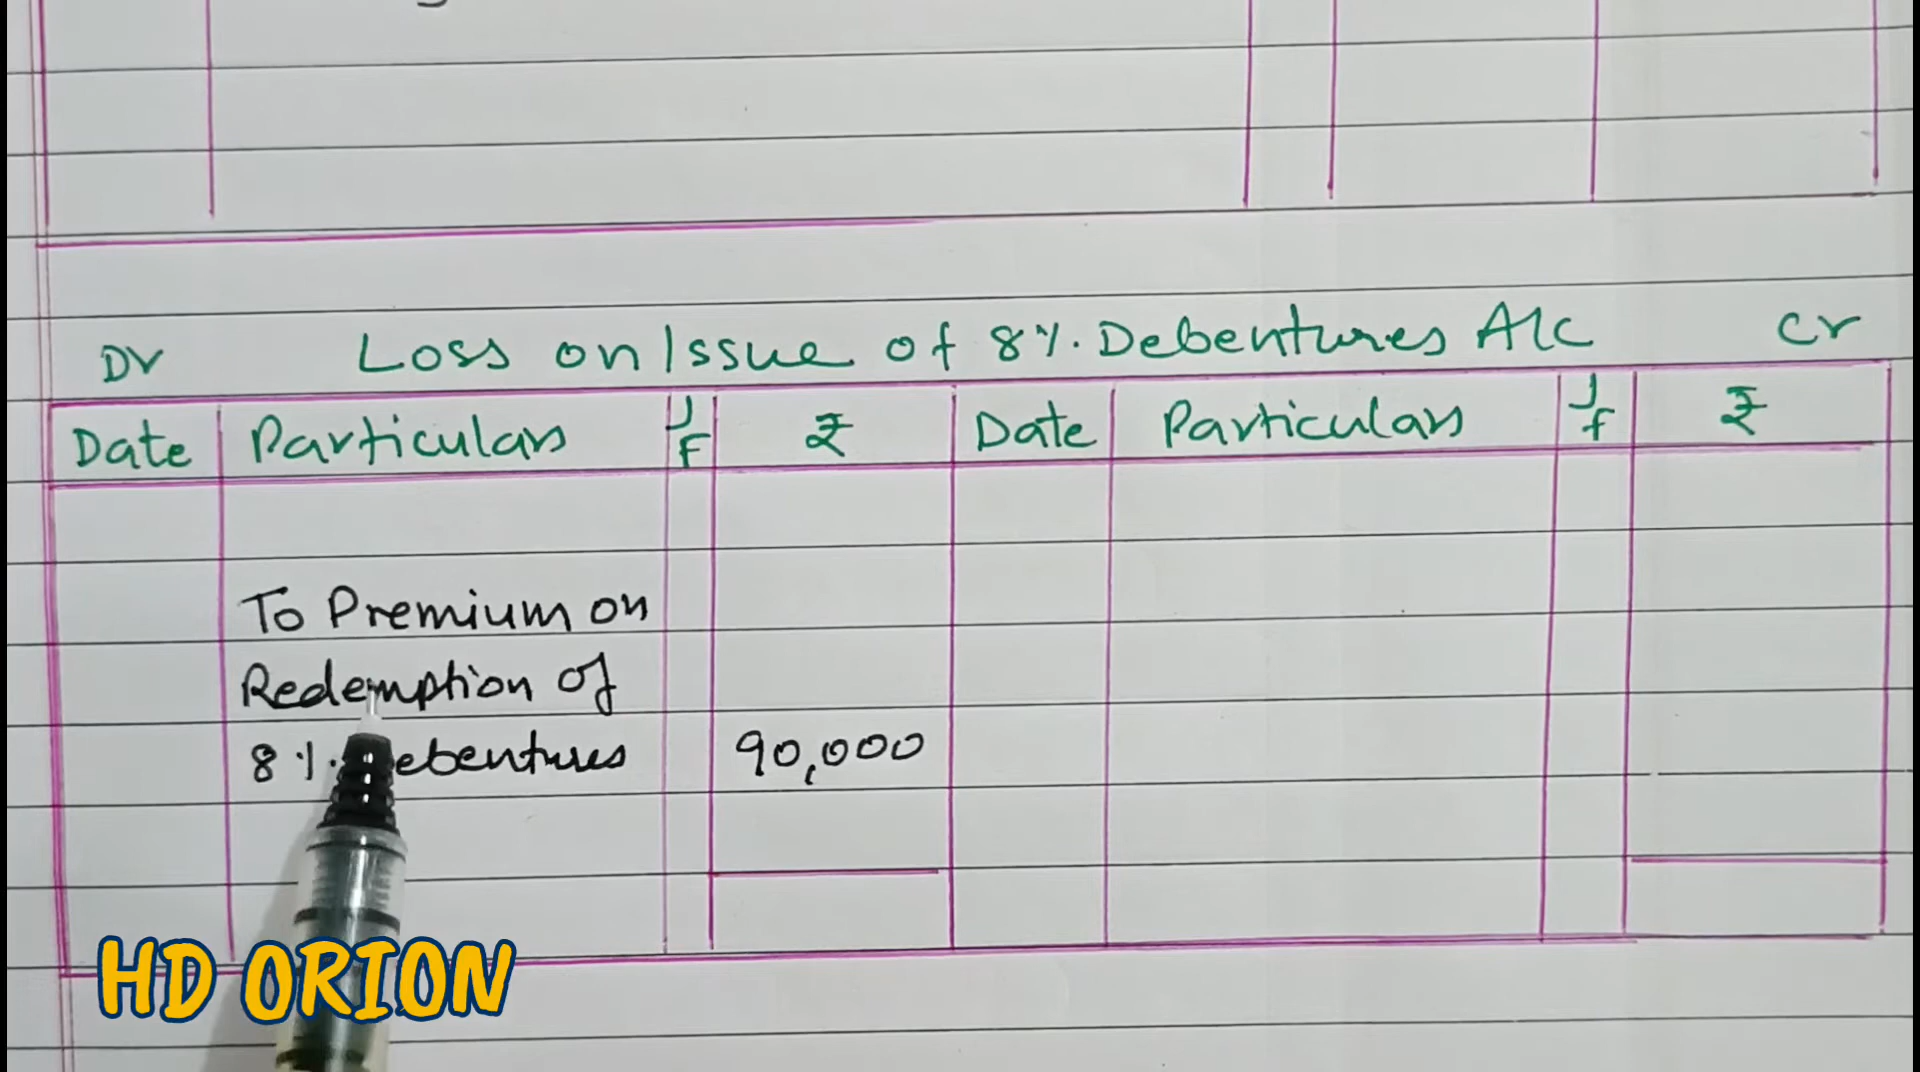 Dr Loss on Issue of 8%. Debentures A/c Cr
Date Particulars J F ₹ Date Particulars J f ₹
To Premium on
Redemption of
8%. Debentures 90,000
HD ORION